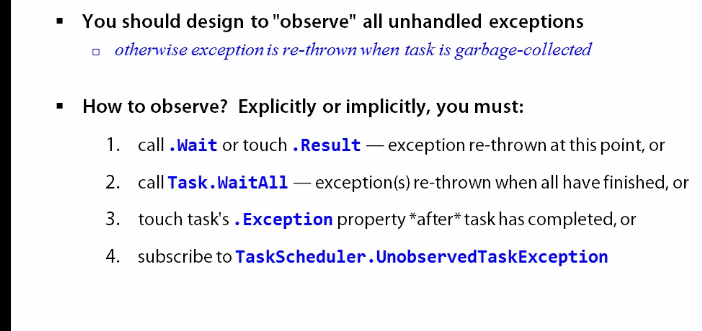 ▪ You should design to "observe" all unhandled exceptions
▫ otherwise exception is re-thrown when task is garbage-collected
▪ How to observe? Explicitly or implicitly, you must:
1. call .Wait or touch .Result — exception re-thrown at this point, or
2. call Task.WaitAll — exception(s) re-thrown when all have finished, or
3. touch task's .Exception property *after* task has completed, or
4. subscribe to TaskScheduler.UnobservedTaskException